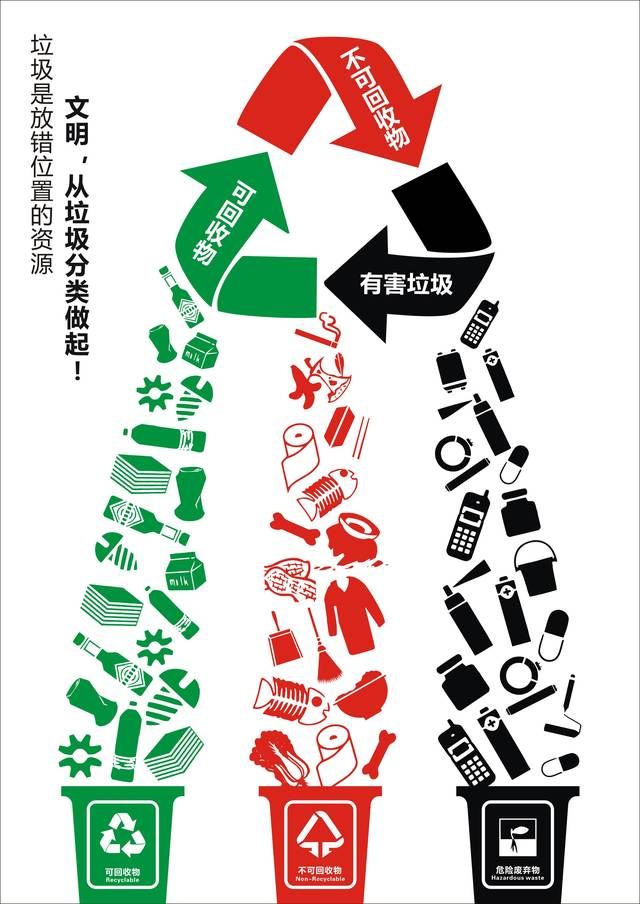 垃圾是放错位置的资源
文明，从垃圾分类做起！
不可回收物
可回收物
有害垃圾
milk
milk
可回收物
Recyclable
不可回收物
Non-Recyclable
危险废弃物
Hazardous waste